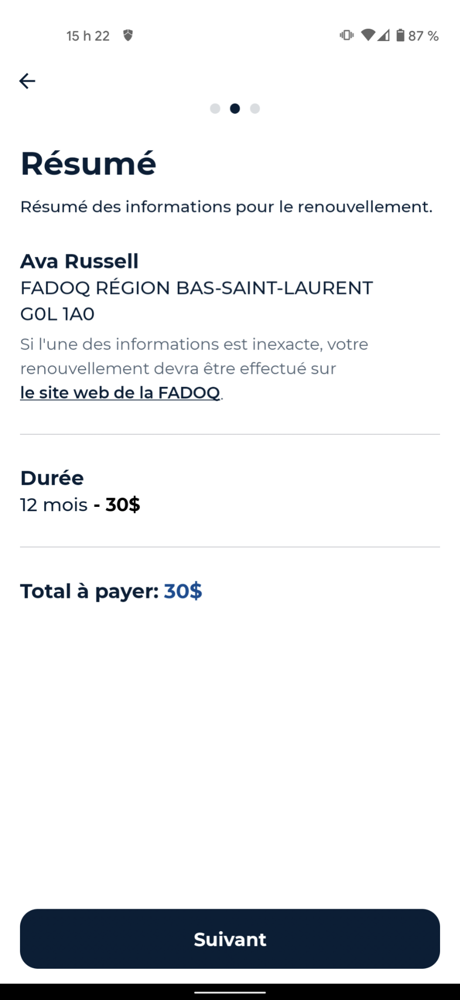 15 h 22
87 %
Résumé
Résumé des informations pour le renouvellement.
Ava Russell
FADOQ RÉGION BAS-SAINT-LAURENT
G0L 1A0
Si l'une des informations est inexacte, votre
renouvellement devra être effectué sur
le site web de la FADOQ.
Durée
12 mois - 30$
Total à payer: 30$
Suivant